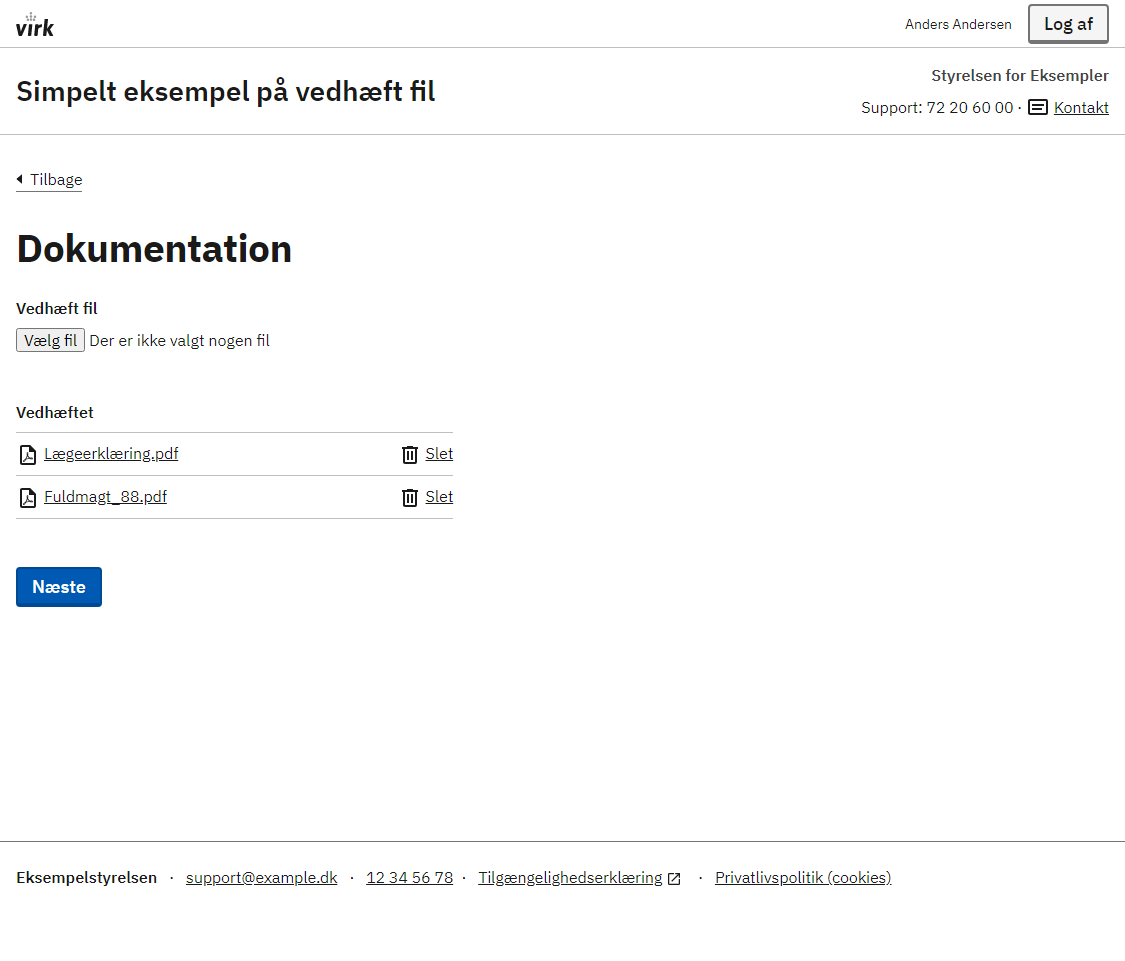 virk
Anders Andersen
Log af
Simpelt eksempel på vedhæft fil
Styrelsen for Eksempler
Support: 72 20 60 00 · Kontakt
Tilbage
Dokumentation
Vedhæft fil
Vælg fil Der er ikke valgt nogen fil
Vedhæftet
Lægeerklæring.pdf Slet
Fuldmagt_88.pdf Slet
Næste
Eksempelstyrelsen · support@example.dk · 12 34 56 78 · Tilgængelighedserklæring · Privatlivspolitik (cookies)